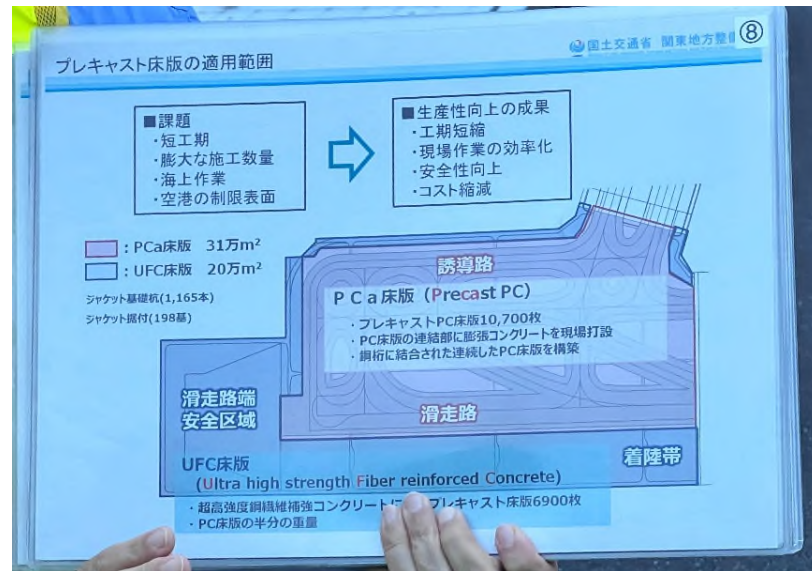 ⑧
プレキャスト床版の適用範囲
国土交通省 関東地方整備
■課題
・短工期
・膨大な施工数量
・海上作業
・空港の制限表面
■生産性向上の成果
・工期短縮
・現場作業の効率化
・安全性向上
・コスト縮減
：PCa床版 31万m²
：UFC床版 20万m²
ジャケット基礎杭(1,165本)
ジャケット据付(198基)
誘導路
PCa床版（Precast PC）
・プレキャストPC床版10,700枚
・PC床版の連結部に膨張コンクリートを現場打設
・鋼桁に結合された連続したPC床版を構築
滑走路端
安全区域
滑走路
着陸帯
UFC床版
(Ultra high strength Fiber reinforced Concrete)
・超高強度鋼繊維補強コンクリートに プレキャスト床版6900枚
・PC床版の半分の重量